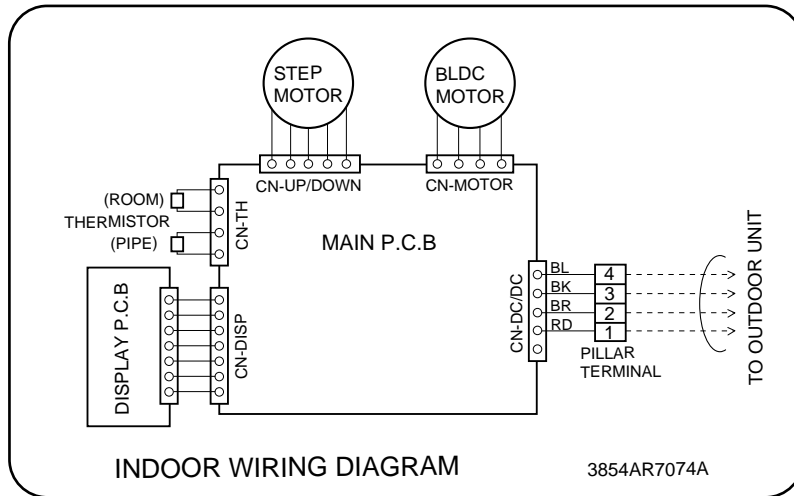 STEP
MOTOR
BLDC
MOTOR
CN-UP/DOWN
CN-MOTOR
(ROOM)
THERMISTOR
(PIPE)
CN-TH
MAIN P.C.B
DISPLAY P.C.B
CN-DISP
CN-DC/DC
BL 4
BK 3
BR 2
RD 1
PILLAR
TERMINAL
TO OUTDOOR UNIT
INDOOR WIRING DIAGRAM
3854AR7074A